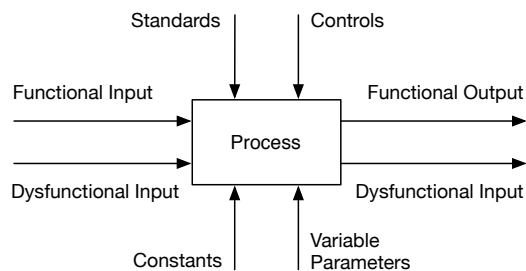 Standards
Controls
Functional Input
Functional Output
Process
Dysfunctional Input
Dysfunctional Input
Constants
Variable
Parameters